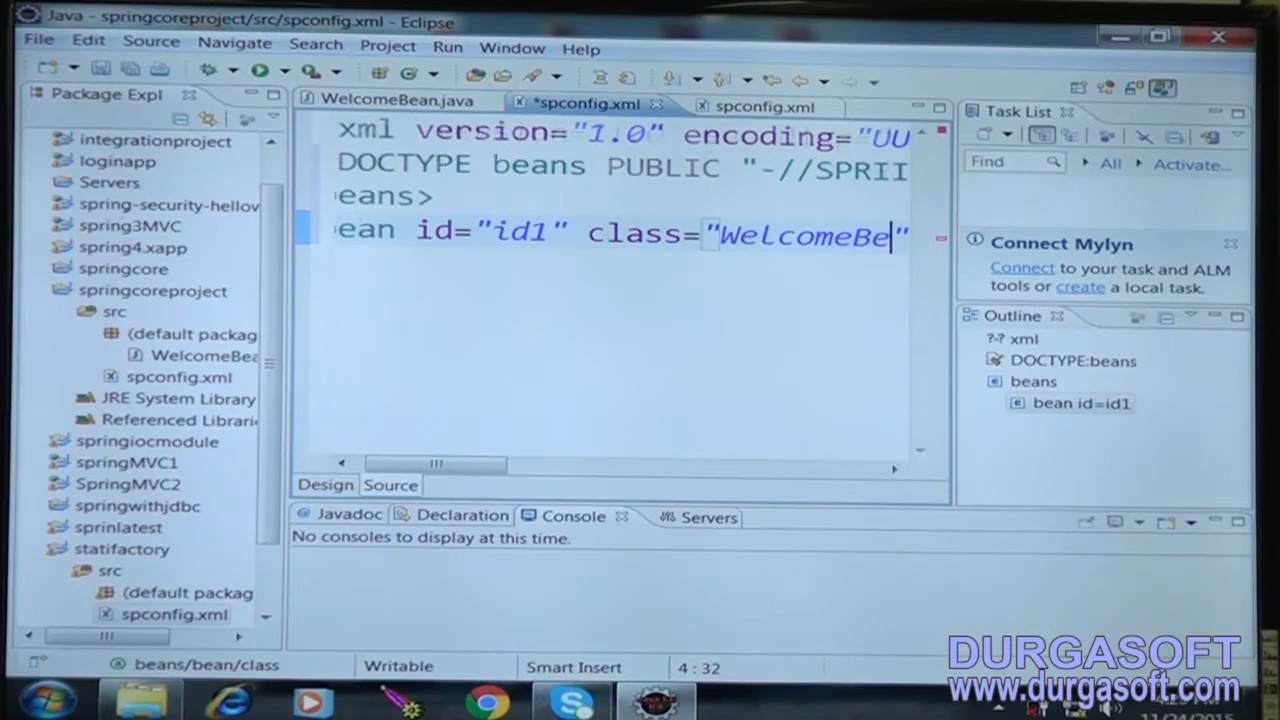 Java - springcoreproject/src/spconfig.xml - Eclipse
File Edit Source Navigate Search Project Run Window Help
Package Expl
integrationproject
loginapp
Servers
spring-security-hellow
spring3MVC
spring4.xapp
springcore
springcoreproject
src
(default packag
WelcomeBea
spconfig.xml
JRE System Library
Referenced Librari
springiocmodule
springMVC1
SpringMVC2
springwithjdbc
sprinlatest
statifactory
src
(default packag
spconfig.xml
WelcomeBean.java *spconfig.xml spconfig.xml
xml version="1.0" encoding="UU
DOCTYPE beans PUBLIC "-//SPRII
eans>
ean id="id1" class="WelcomeBe"
Design Source
Javadoc Declaration Console Servers
No consoles to display at this time.
Task List
Find All Activate...
Connect Mylyn
Connect to your task and ALM
tools or create a local task.
Outline
xml
DOCTYPE:beans
beans
bean id=id1
beans/bean/class Writable Smart Insert 4:32
DURGASOFT
www.durgasoft.com